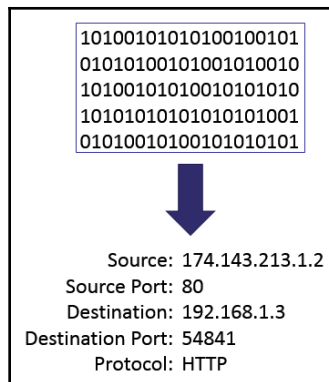 10100101010100100101
01010100101001010010
10100101010010101010
10101010101010101001
01010010100101010101
Source: 174.143.213.1.2
Source Port: 80
Destination: 192.168.1.3
Destination Port: 54841
Protocol: HTTP